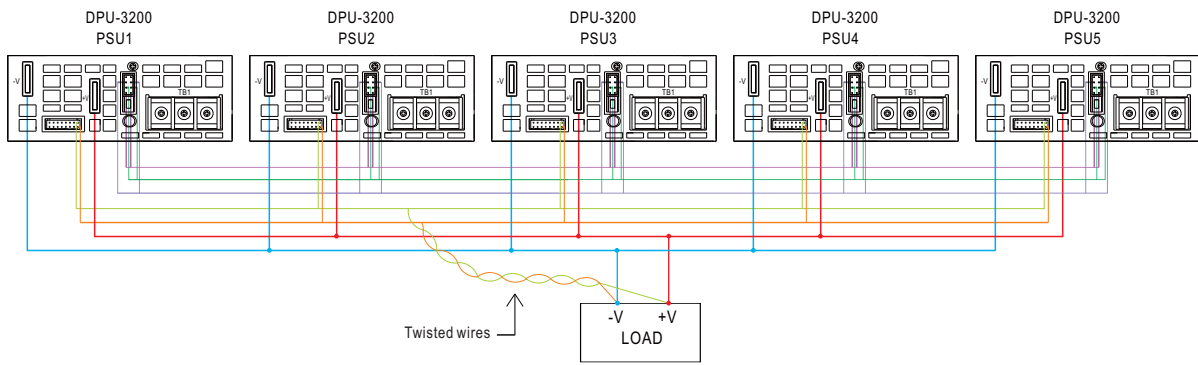 DPU-3200
PSU1
DPU-3200
PSU2
DPU-3200
PSU3
DPU-3200
PSU4
DPU-3200
PSU5
-V
+V
TB1
-V
+V
TB1
-V
+V
TB1
-V
+V
TB1
-V
+V
TB1
Twisted wires
-V +V
LOAD